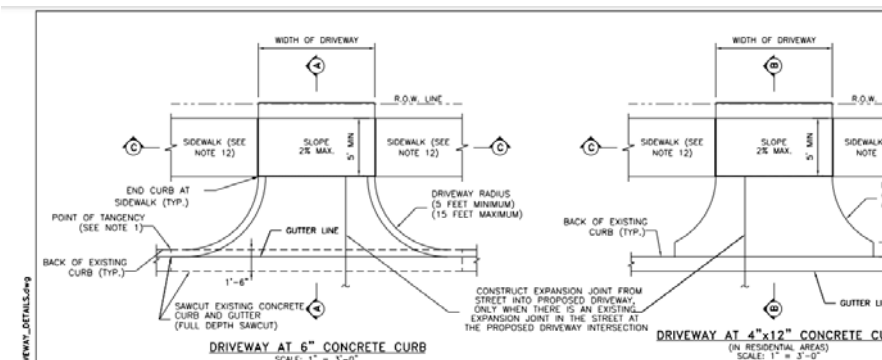 WIDTH OF DRIVEWAY
A
R.O.W. LINE
C
SIDEWALK (SEE
NOTE 12)
SLOPE
2% MAX.
5' MIN
SIDEWALK (SEE
NOTE 12)
C
END CURB AT
SIDEWALK (TYP.)
POINT OF TANGENCY
(SEE NOTE 1)
BACK OF EXISTING
CURB (TYP.)
DRIVEWAY RADIUS
(5 FEET MINIMUM)
(15 FEET MAXIMUM)
GUTTER LINE
1'-6"
SAWCUT EXISTING CONCRETE
CURB AND GUTTER
(FULL DEPTH SAWCUT)
A
CONSTRUCT EXPANSION JOINT FROM
STREET INTO PROPOSED DRIVEWAY,
ONLY WHEN THERE IS AN EXISTING
EXPANSION JOINT IN THE STREET AT
THE PROPOSED DRIVEWAY INTERSECTION
DRIVEWAY AT 6" CONCRETE CURB
SCALE: 1" = 3'-0"
WIDTH OF DRIVEWAY
B
R.O.W.
C
SIDEWALK (SEE
NOTE 12)
SLOPE
2% MAX.
5' MIN
SIDEWALK
NOTE
BACK OF EXISTING
CURB (TYP.)
B
GUTTER LI
DRIVEWAY AT 4"x12" CONCRETE CU
(IN RESIDENTIAL AREAS)
SCALE: 1" = 3'-0"
EWAY_DETAILS.dwg